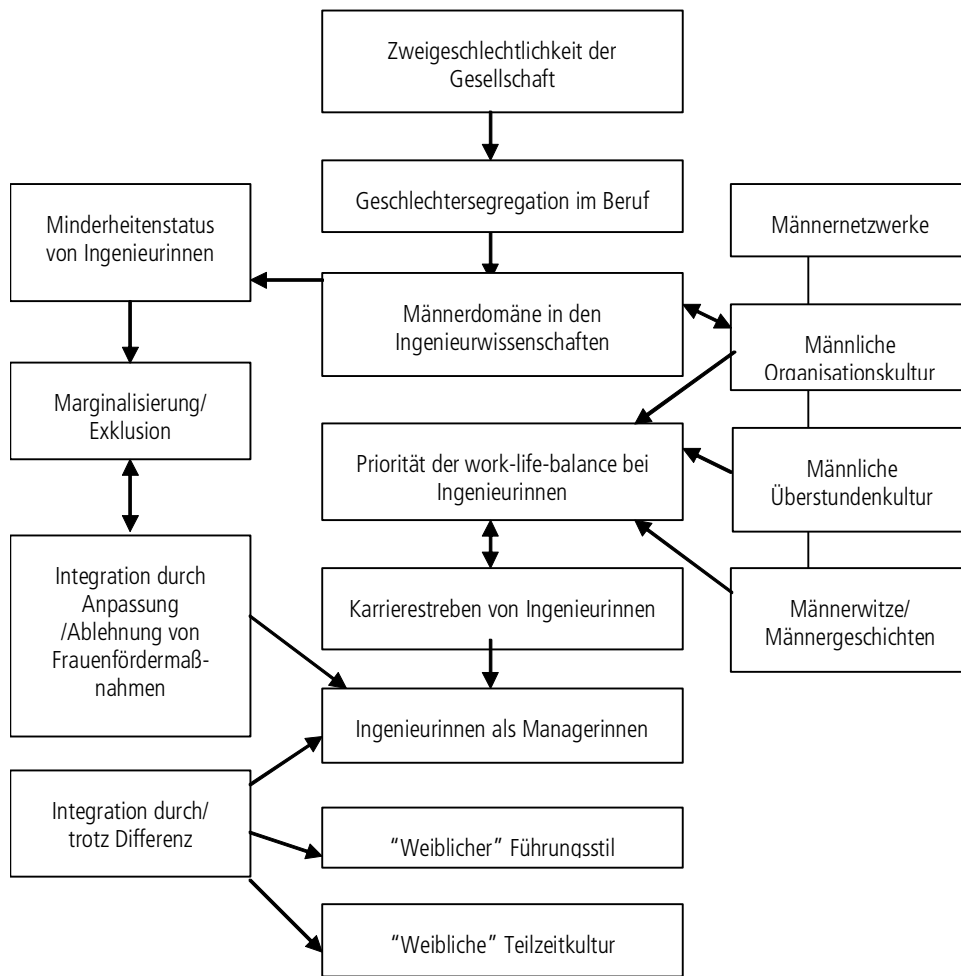 Zweigeschlechtlichkeit der
Gesellschaft
Geschlechtersegregation im Beruf
Minderheitenstatus
von Ingenieurinnen
Männernetzwerke
Männerdomäne in den
Ingenieurwissenschaften
Männliche
Organisationskultur
Marginalisierung/
Exklusion
Priorität der work-life-balance bei
Ingenieurinnen
Männliche
Überstundenkultur
Integration durch
Anpassung
/Ablehnung von
Frauenfördermaß-
nahmen
Karrierestreben von Ingenieurinnen
Männerwitze/
Männergeschichten
Ingenieurinnen als Managerinnen
Integration durch/
trotz Differenz
“Weiblicher” Führungsstil
“Weibliche” Teilzeitkultur